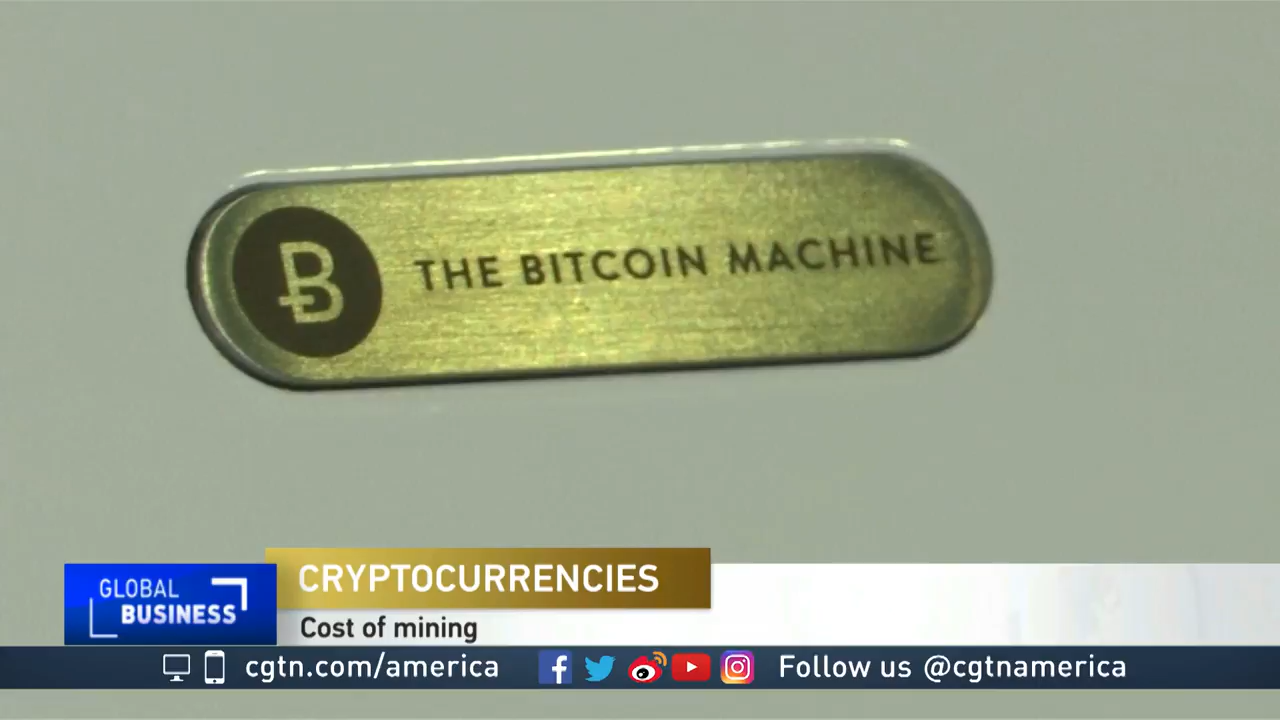 THE BITCOIN MACHINE
GLOBAL
BUSINESS
CRYPTOCURRENCIES
Cost of mining
cgtn.com/america
Follow us @cgtnamerica